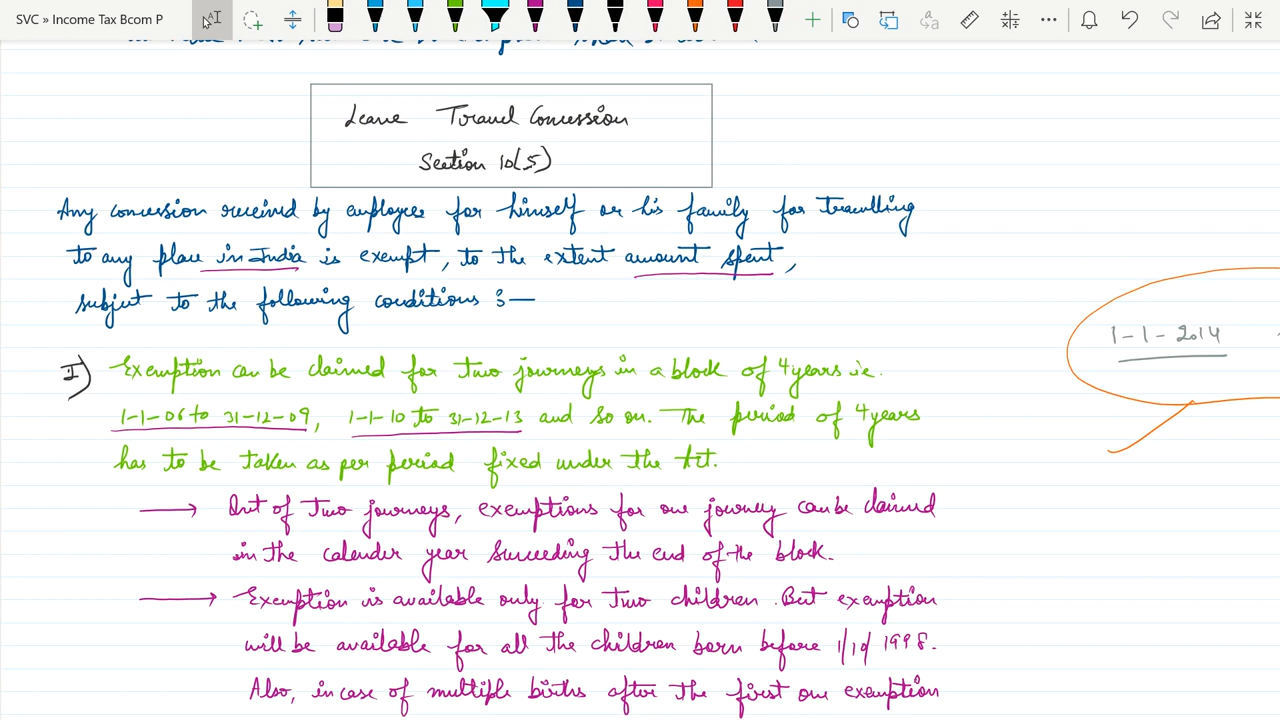 SVC » Income Tax Bcom P
Leave Travel Concession
Section 10(5)
Any concession received by employee for himself or his family for travelling
to any place in India is exempt, to the extent amount spent,
subject to the following conditions :—
1-1-2014
I) Exemption can be claimed for two journeys in a block of 4 years i.e.
1-1-06 to 31-12-09, 1-1-10 to 31-12-13 and so on. The period of 4 years
has to be taken as per period fixed under the Act.
→ Out of Two journeys, exemptions for one journey can be claimed
in the calender year succeeding the end of the block.
→ Exemption is available only for Two children. But exemption
will be available for all the children born before 1/10/1998.
Also, in case of multiple births after the first one exemption